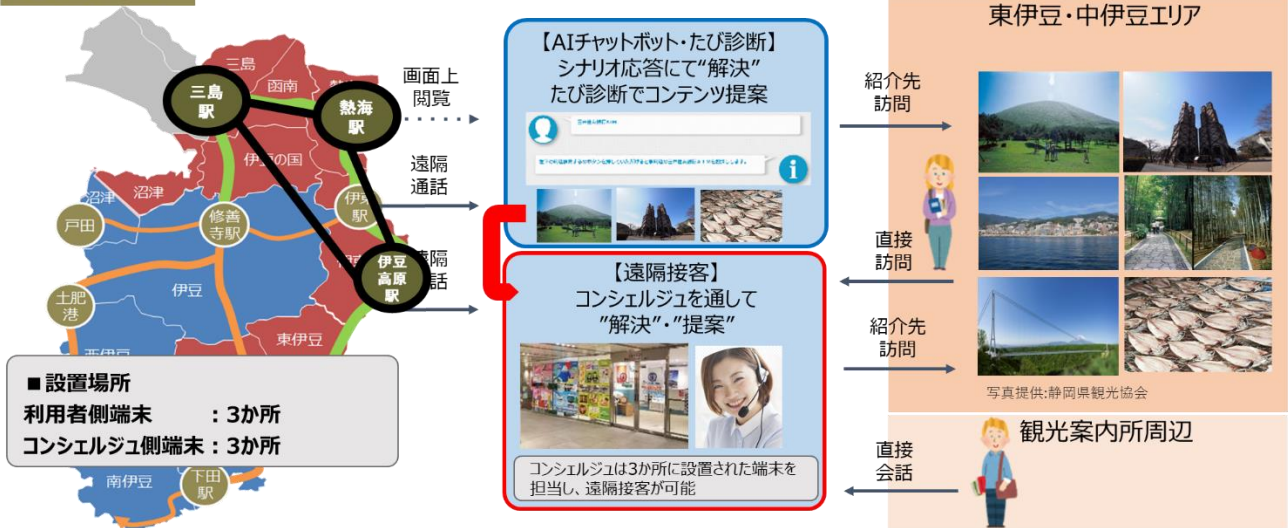 三島
函南
三島
駅
熱海
駅
伊豆の国
沼津
沼津
戸田
修善
寺駅
駅
伊豆
高原
駅
土肥
港
伊豆
東伊豆
■設置場所
利用者側端末 :3か所
コンシェルジュ側端末:3か所
南伊豆
下田
駅
画面上
閲覧
遠隔
通話
【AIチャットボット・たび診断】
シナリオ応答にて“解決”
たび診断でコンテンツ提案
i
【遠隔接客】
コンシェルジュを通して
”解決”・”提案”
コンシェルジュは3か所に設置された端末を
担当し、遠隔接客が可能
紹介先
訪問
直接
訪問
紹介先
訪問
直接
会話
東伊豆・中伊豆エリア
写真提供:静岡県観光協会
観光案内所周辺